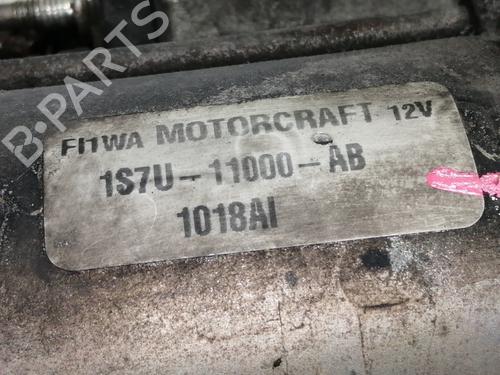 B-PARTS
FI1WA MOTORCRAFT 12V
1S7U-11000-AB
1018AI